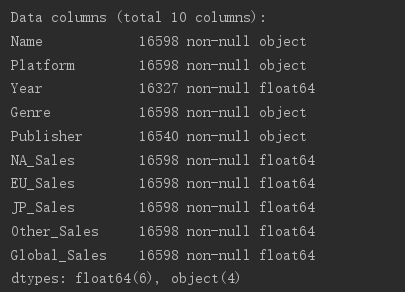 Data columns (total 10 columns):
Name 16598 non-null object
Platform 16598 non-null object
Year 16327 non-null float64
Genre 16598 non-null object
Publisher 16540 non-null object
NA_Sales 16598 non-null float64
EU_Sales 16598 non-null float64
JP_Sales 16598 non-null float64
Other_Sales 16598 non-null float64
Global_Sales 16598 non-null float64
dtypes: float64(6), object(4)